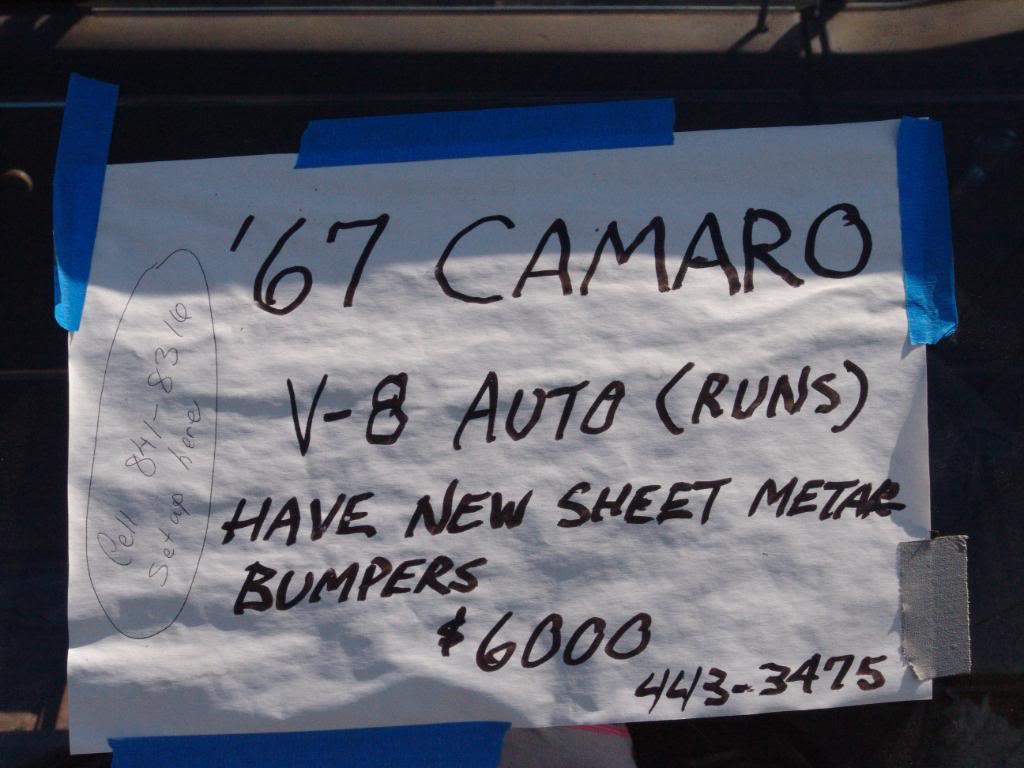 '67 CAMARO
V-8 AUTO (RUNS)
HAVE NEW SHEET METAL
BUMPERS
$6000
443-3475
Cell 841-8316
Set up here